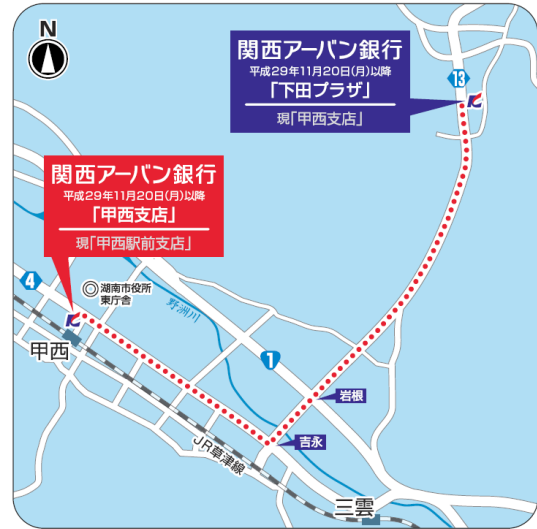 N
関西アーバン銀行
平成29年11月20日(月)以降
「下田プラザ」
現「甲西支店」
13
関西アーバン銀行
平成29年11月20日(月)以降
「甲西支店」
現「甲西駅前支店」
4
湖南市役所
東庁舎
野洲川
甲西
1
岩根
吉永
JR草津線
三雲